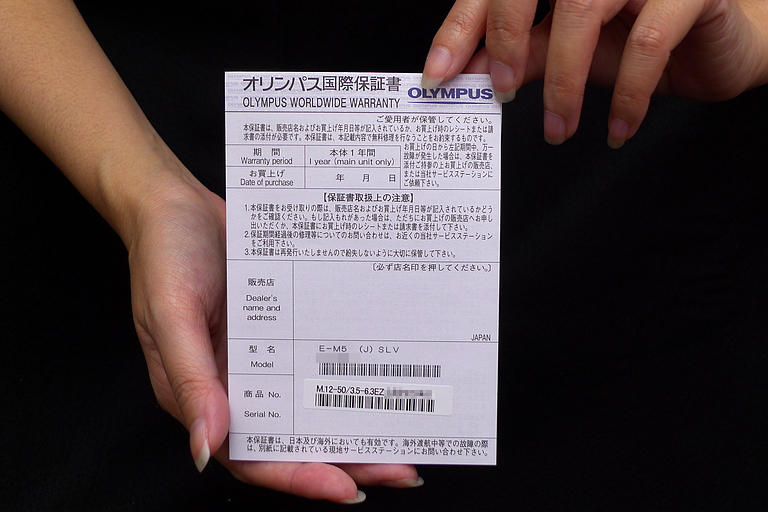 オリンパス国際保証書
OLYMPUS
OLYMPUS WORLDWIDE WARRANTY
ご愛用者が保管してください。
本保証書は、販売店名およびお買上げ年月日等が記入されているか、お買上げ時のレシートまたは請
求書の添付が必要です。本保証書は、本記載内容で無料修理を行なうことをお約束するものです。
期 間
Warranty period
本体1年間
1 year (main unit only)
お買上げ
Date of purchase
年 月 日
お買上げの日から左記期間中、万一
故障が発生した場合は、本保証書を
添付ご持参の上お買上げの販売店、
または当社サービスステーションに
ご依頼下さい。
【保証書取扱上の注意】
1.本保証書をお受け取りの際は、販売店名およびお買上げ年月日等が記入されているかどう
かをご確認ください。もし記入もれがあった場合は、ただちにお買上げの販売店へお申し
出いただくか、本保証書にお買上げ時のレシートまたは請求書を添付して下さい。
2.保証期間経過後の修理等についてのお問い合わせは、お近くの当社サービスステーション
をご利用下さい。
3.本保証書は再発行いたしませんので紛失しないように大切に保管して下さい。
〔必ず店名印を押してください。〕
販売店
Dealer's
name and
address
JAPAN
型 名
Model
E-M5 (J) SLV
商品 No.
Serial No.
M.12-50/3.5-6.3EZ
本保証書は、日本及び海外においても有効です。海外渡航中等での故障の際
は、別紙に記載されている現地サービスステーションにお問い合わせ下さい。